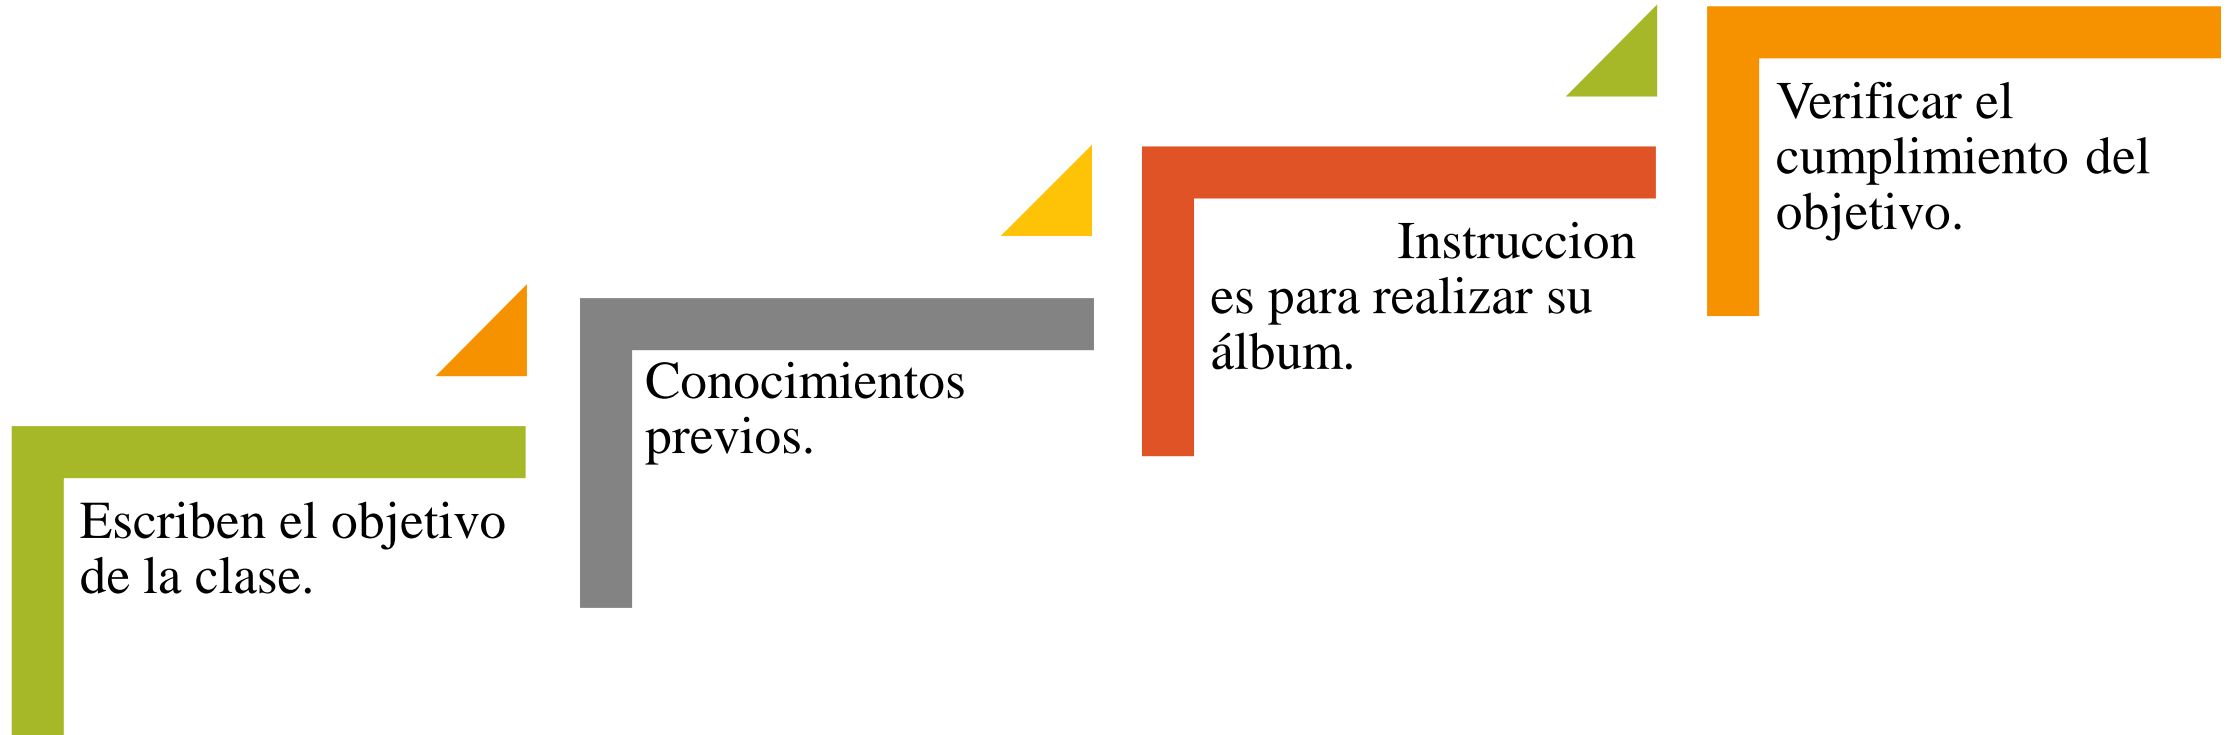 Escriben el objetivo
de la clase.
Conocimientos
previos.
Instruccion
es para realizar su
álbum.
Verificar el
cumplimiento del
objetivo.